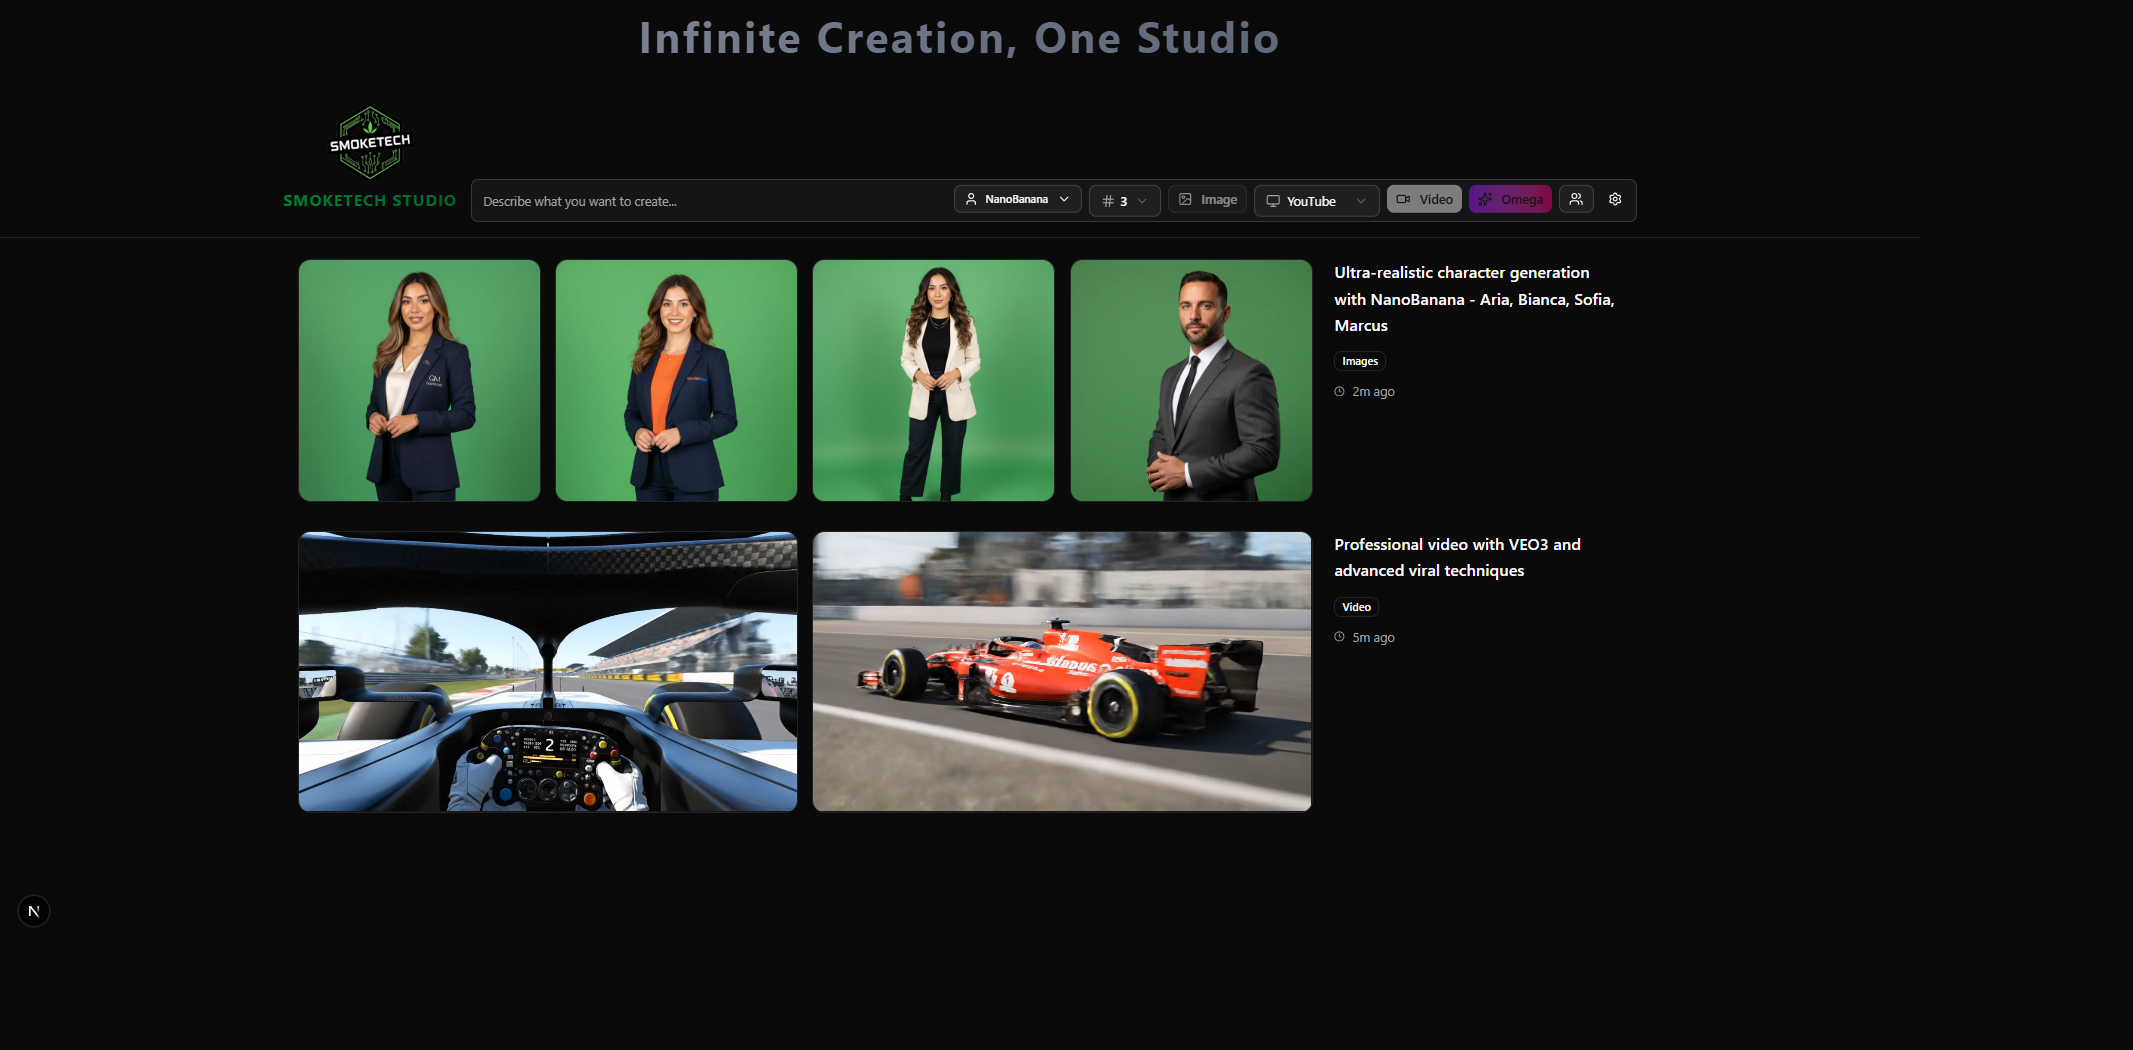 Infinite Creation, One Studio
SMOKETECH
SMOKETECH STUDIO
Describe what you want to create...
NanoBanana
# 3
Image
YouTube
Video
Omega
QM
Ultra-realistic character generation
with NanoBanana - Aria, Bianca, Sofia,
Marcus
Images
2m ago
2
Professional video with VEO3 and
advanced viral techniques
Video
5m ago
N